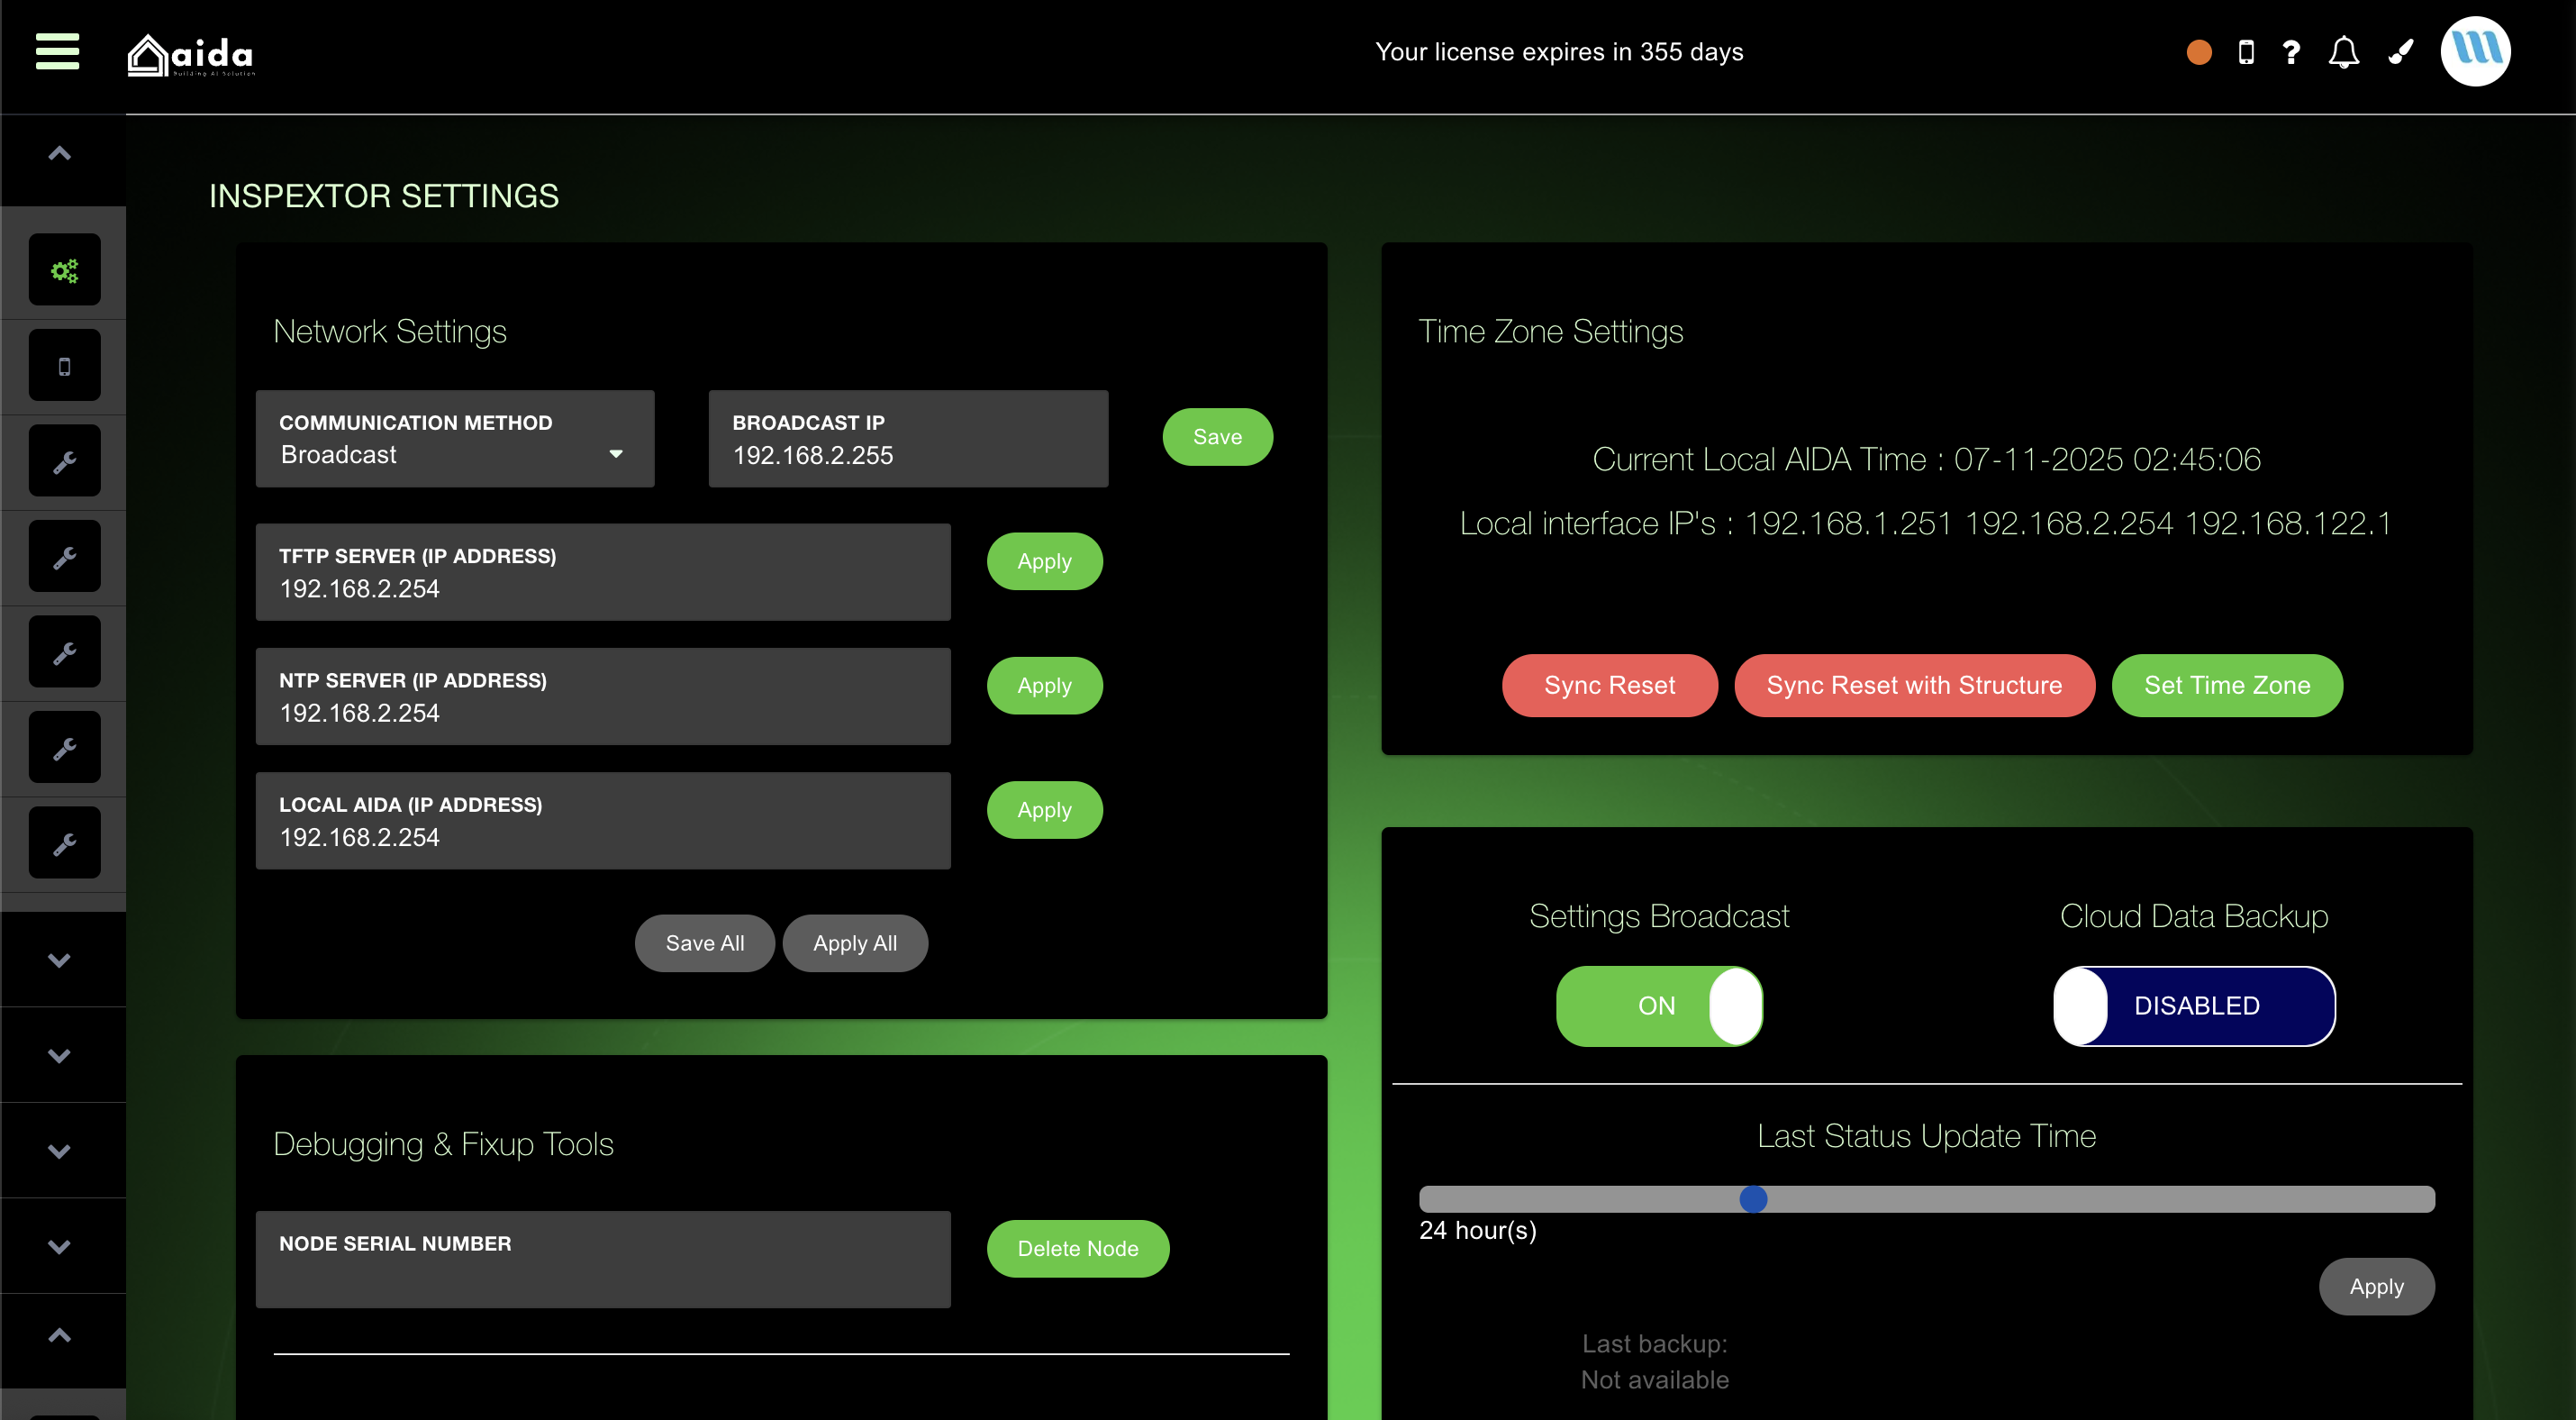 aida
Building AI Solution
Your license expires in 355 days
INSPEXTOR SETTINGS
Network Settings
COMMUNICATION METHOD
Broadcast
BROADCAST IP
192.168.2.255
Save
TFTP SERVER (IP ADDRESS)
192.168.2.254
Apply
NTP SERVER (IP ADDRESS)
192.168.2.254
Apply
LOCAL AIDA (IP ADDRESS)
192.168.2.254
Apply
Save All
Apply All
Debugging & Fixup Tools
NODE SERIAL NUMBER
Delete Node
Time Zone Settings
Current Local AIDA Time : 07-11-2025 02:45:06
Local interface IP's : 192.168.1.251 192.168.2.254 192.168.122.1
Sync Reset
Sync Reset with Structure
Set Time Zone
Settings Broadcast
ON
Cloud Data Backup
DISABLED
Last Status Update Time
24 hour(s)
Apply
Last backup:
Not available